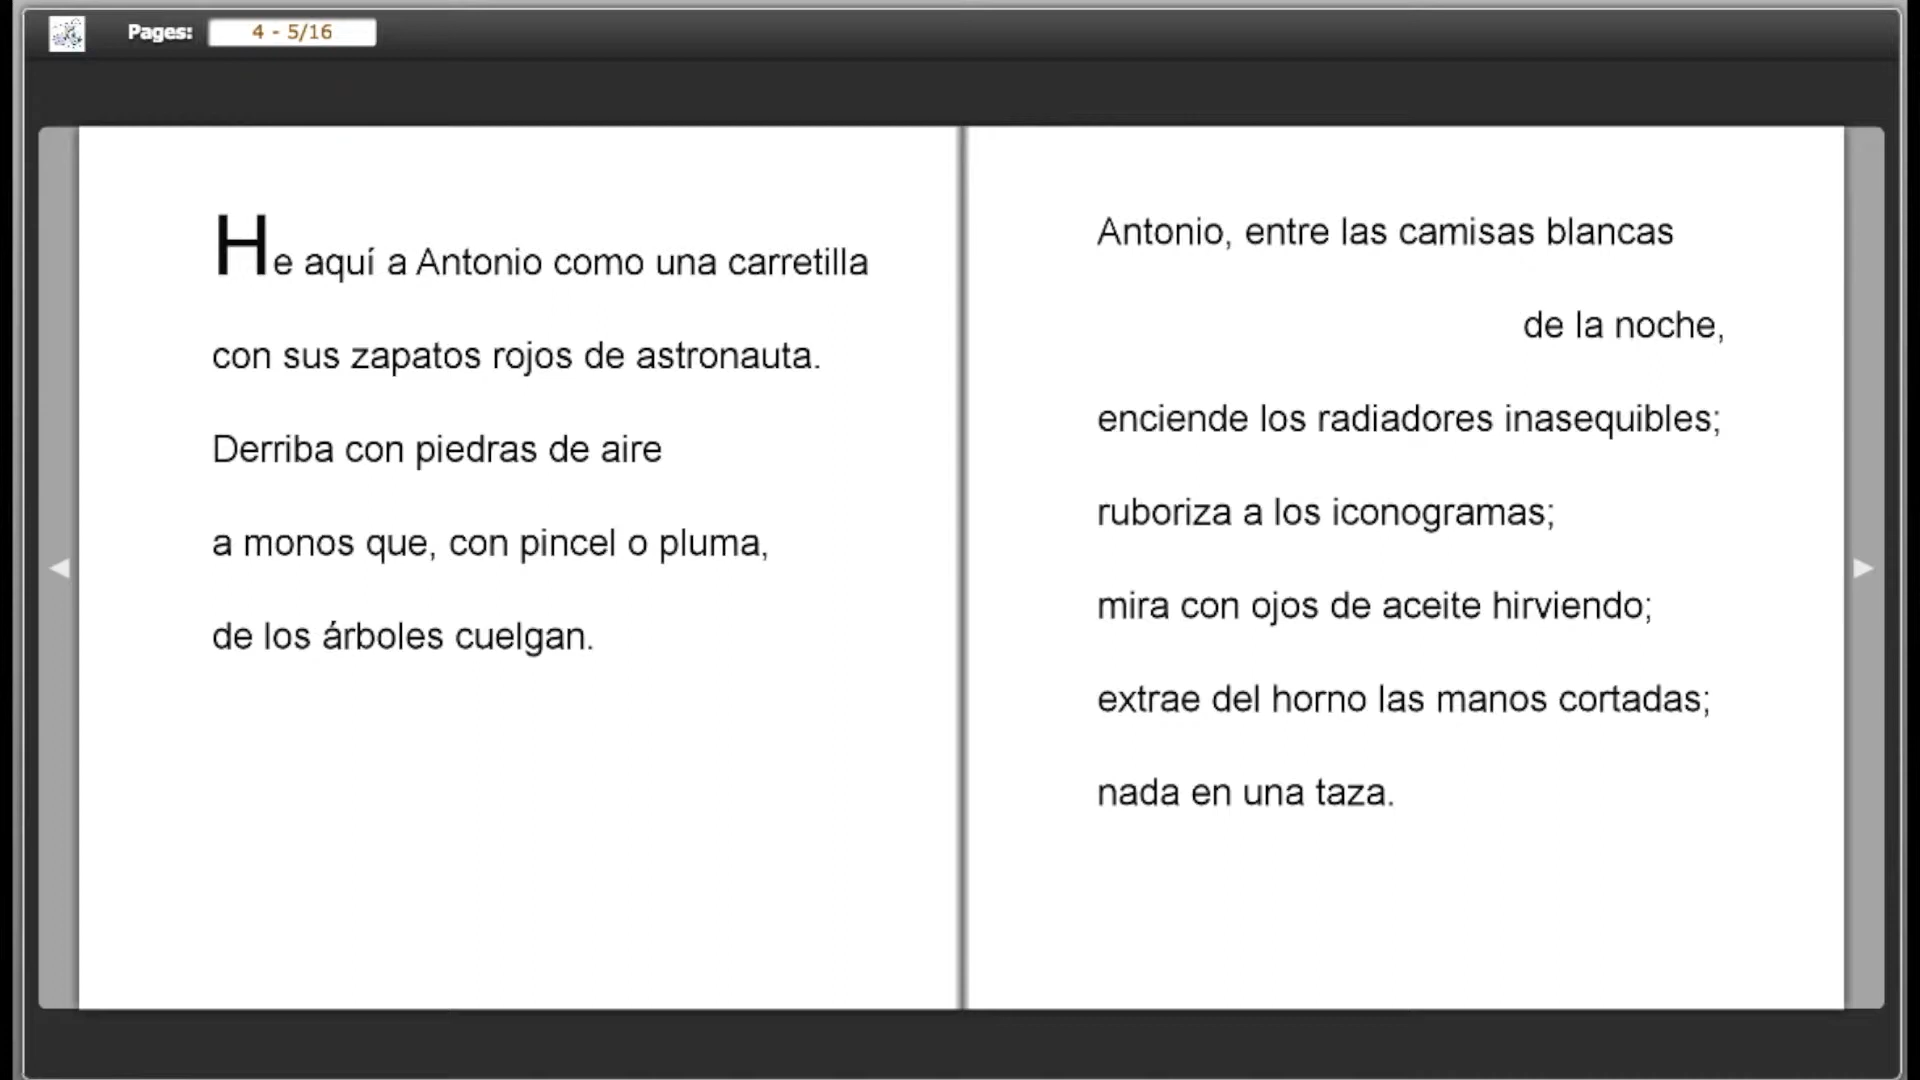 Pages: 4 - 5/16
He aquí a Antonio como una carretilla
con sus zapatos rojos de astronauta.
Derriba con piedras de aire
a monos que, con pincel o pluma,
de los árboles cuelgan.
Antonio, entre las camisas blancas
de la noche,
enciende los radiadores inasequibles;
ruboriza a los iconogramas;
mira con ojos de aceite hirviendo;
extrae del horno las manos cortadas;
nada en una taza.